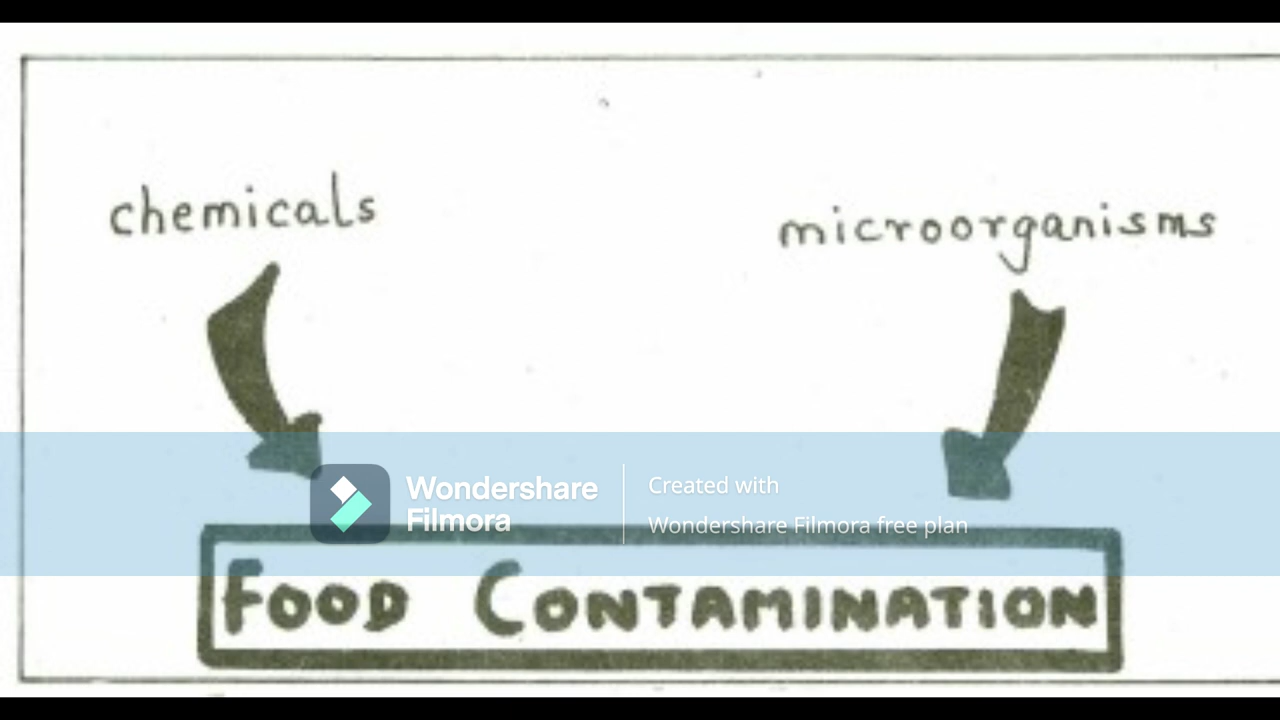 chemicals
microorganisms
Wondershare
Filmora
Created with
Wondershare Filmora free plan
FOOD CONTAMINATION